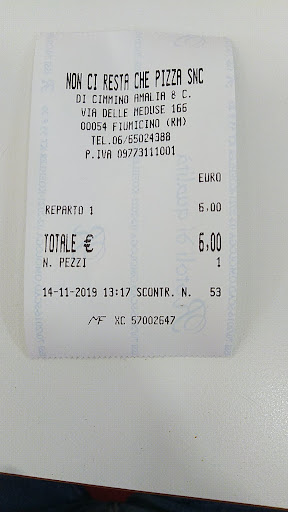 NON CI RESTA CHE PIZZA SNC
DI CIMMINO AMALIA & C.
VIA DELLE MEDUSE 166
00054 FIUMICINO (RM)
TEL.06/65024388
P.IVA 09773111001
EURO
REPARTO 1 6,00
TOTALE € 6,00
N. PEZZI 1
14-11-2019 13:17 SCONTR. N. 53
MF XC 57002647